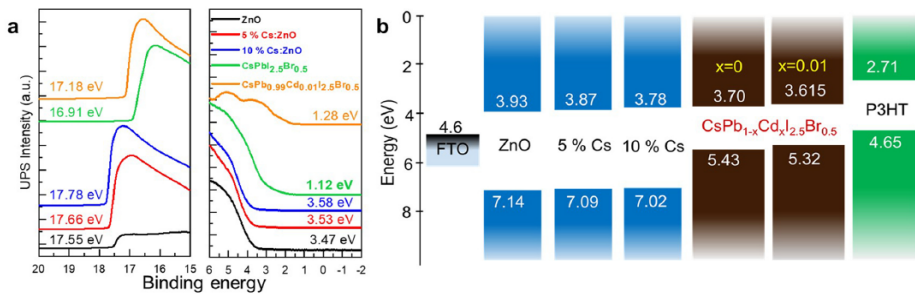 a
UPS Intensity (a.u.)
17.18 eV
16.91 eV
17.78 eV
17.66 eV
17.55 eV
20 19 18 17 16 15
ZnO
5 % Cs:ZnO
10 % Cs:ZnO
CsPbI2.5Br0.5
CsPb0.99Cd0.01I2.5Br0.5
1.28 eV
1.12 eV
3.58 eV
3.53 eV
3.47 eV
6 5 4 3 2 1 0 -1 -2
Binding energy
b
Energy (eV)
0
2
4
6
8
4.6
FTO
3.93
ZnO
7.14
3.87
5 % Cs
7.09
3.78
10 % Cs
7.02
x=0
3.70
x=0.01
3.615
CsPb1-xCdxI2.5Br0.5
5.43
5.32
2.71
P3HT
4.65